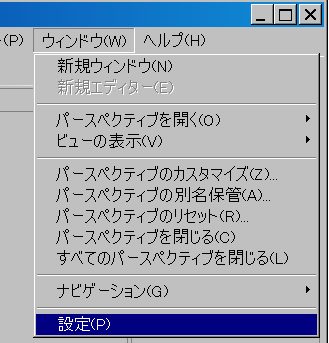 (P) ウィンドウ(W) ヘルプ(H)
新規ウィンドウ(N)
新規エディター(E)
パースペクティブを開く(O)
ビューの表示(V)
パースペクティブのカスタマイズ(Z)...
パースペクティブの別名保管(A)...
パースペクティブのリセット(R)...
パースペクティブを閉じる(C)
すべてのパースペクティブを閉じる(L)
ナビゲーション(G)
設定(P)